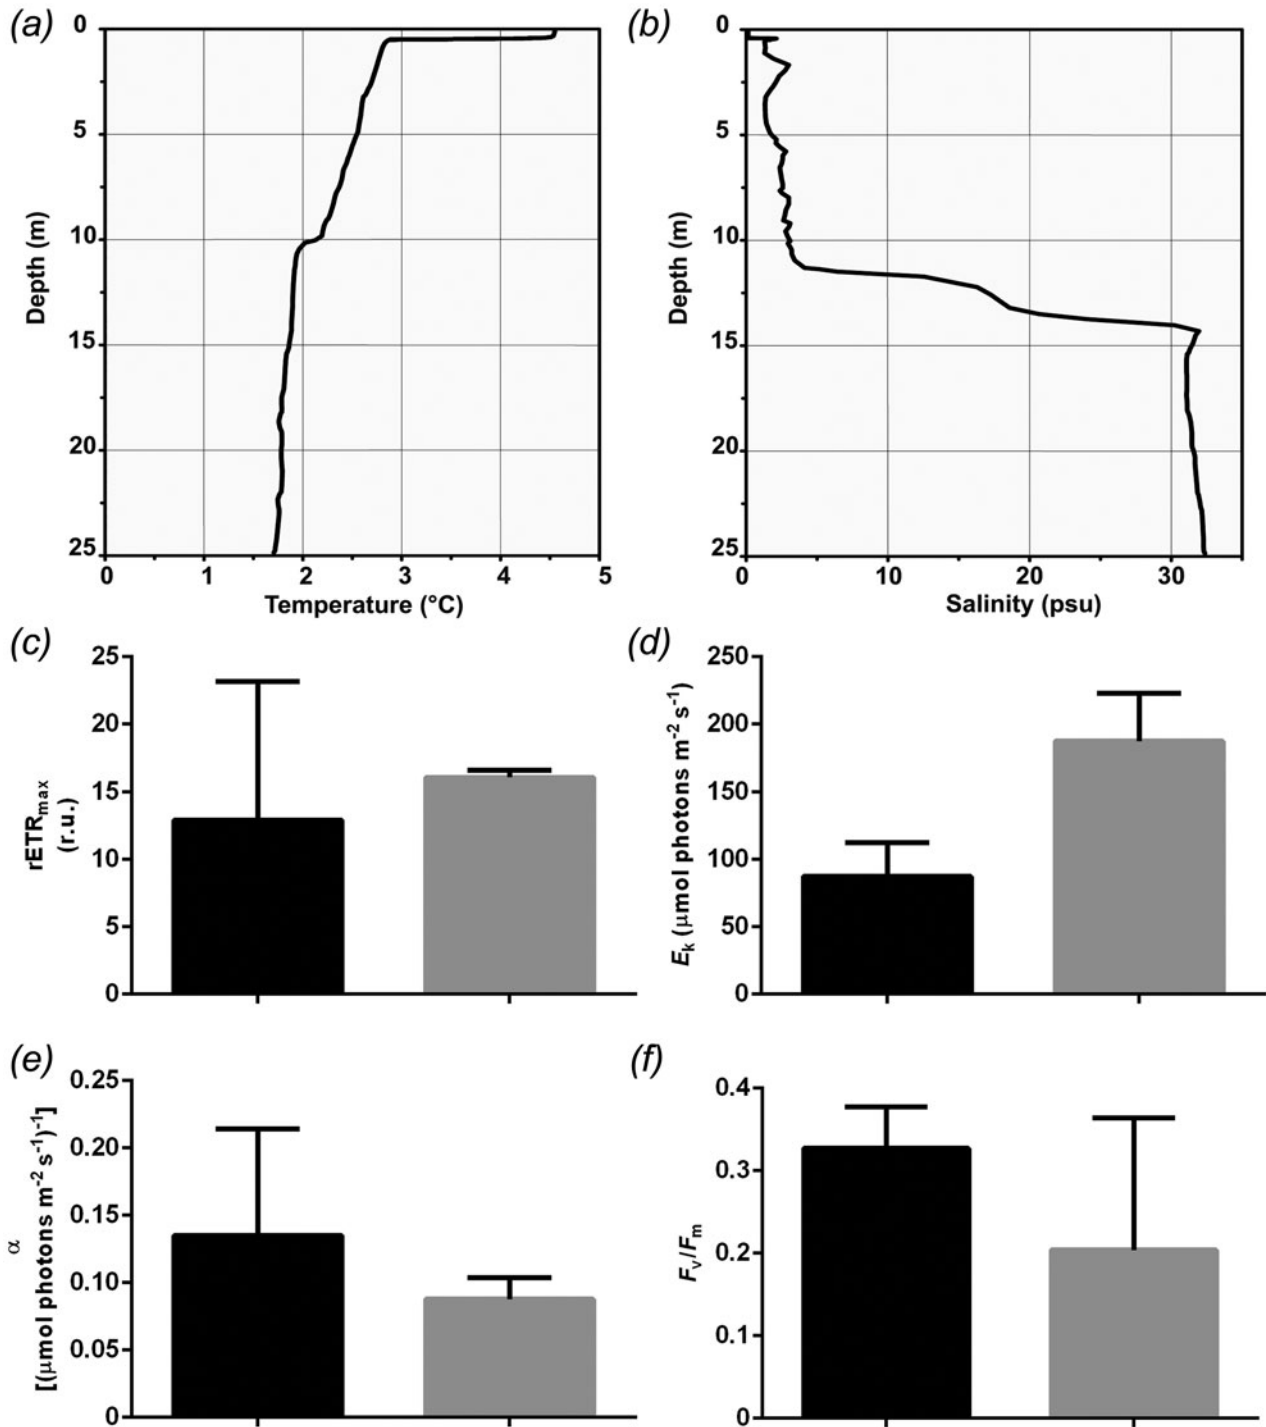 (a)
0
5
10
15
20
25
Depth (m)
0 1 2 3 4 5
Temperature (°C)
(b)
0
5
10
15
20
25
Depth (m)
0 10 20 30
Salinity (psu)
(c)
25
20
15
10
5
0
rETRmax
(r.u.)
(d)
250
200
150
100
50
0
Ek (μmol photons m-2 s-1)
(e)
0.25
0.20
0.15
0.10
0.05
0
α
[(μmol photons m-2 s-1)-1]
(f)
0.4
0.3
0.2
0.1
0
Fv/Fm